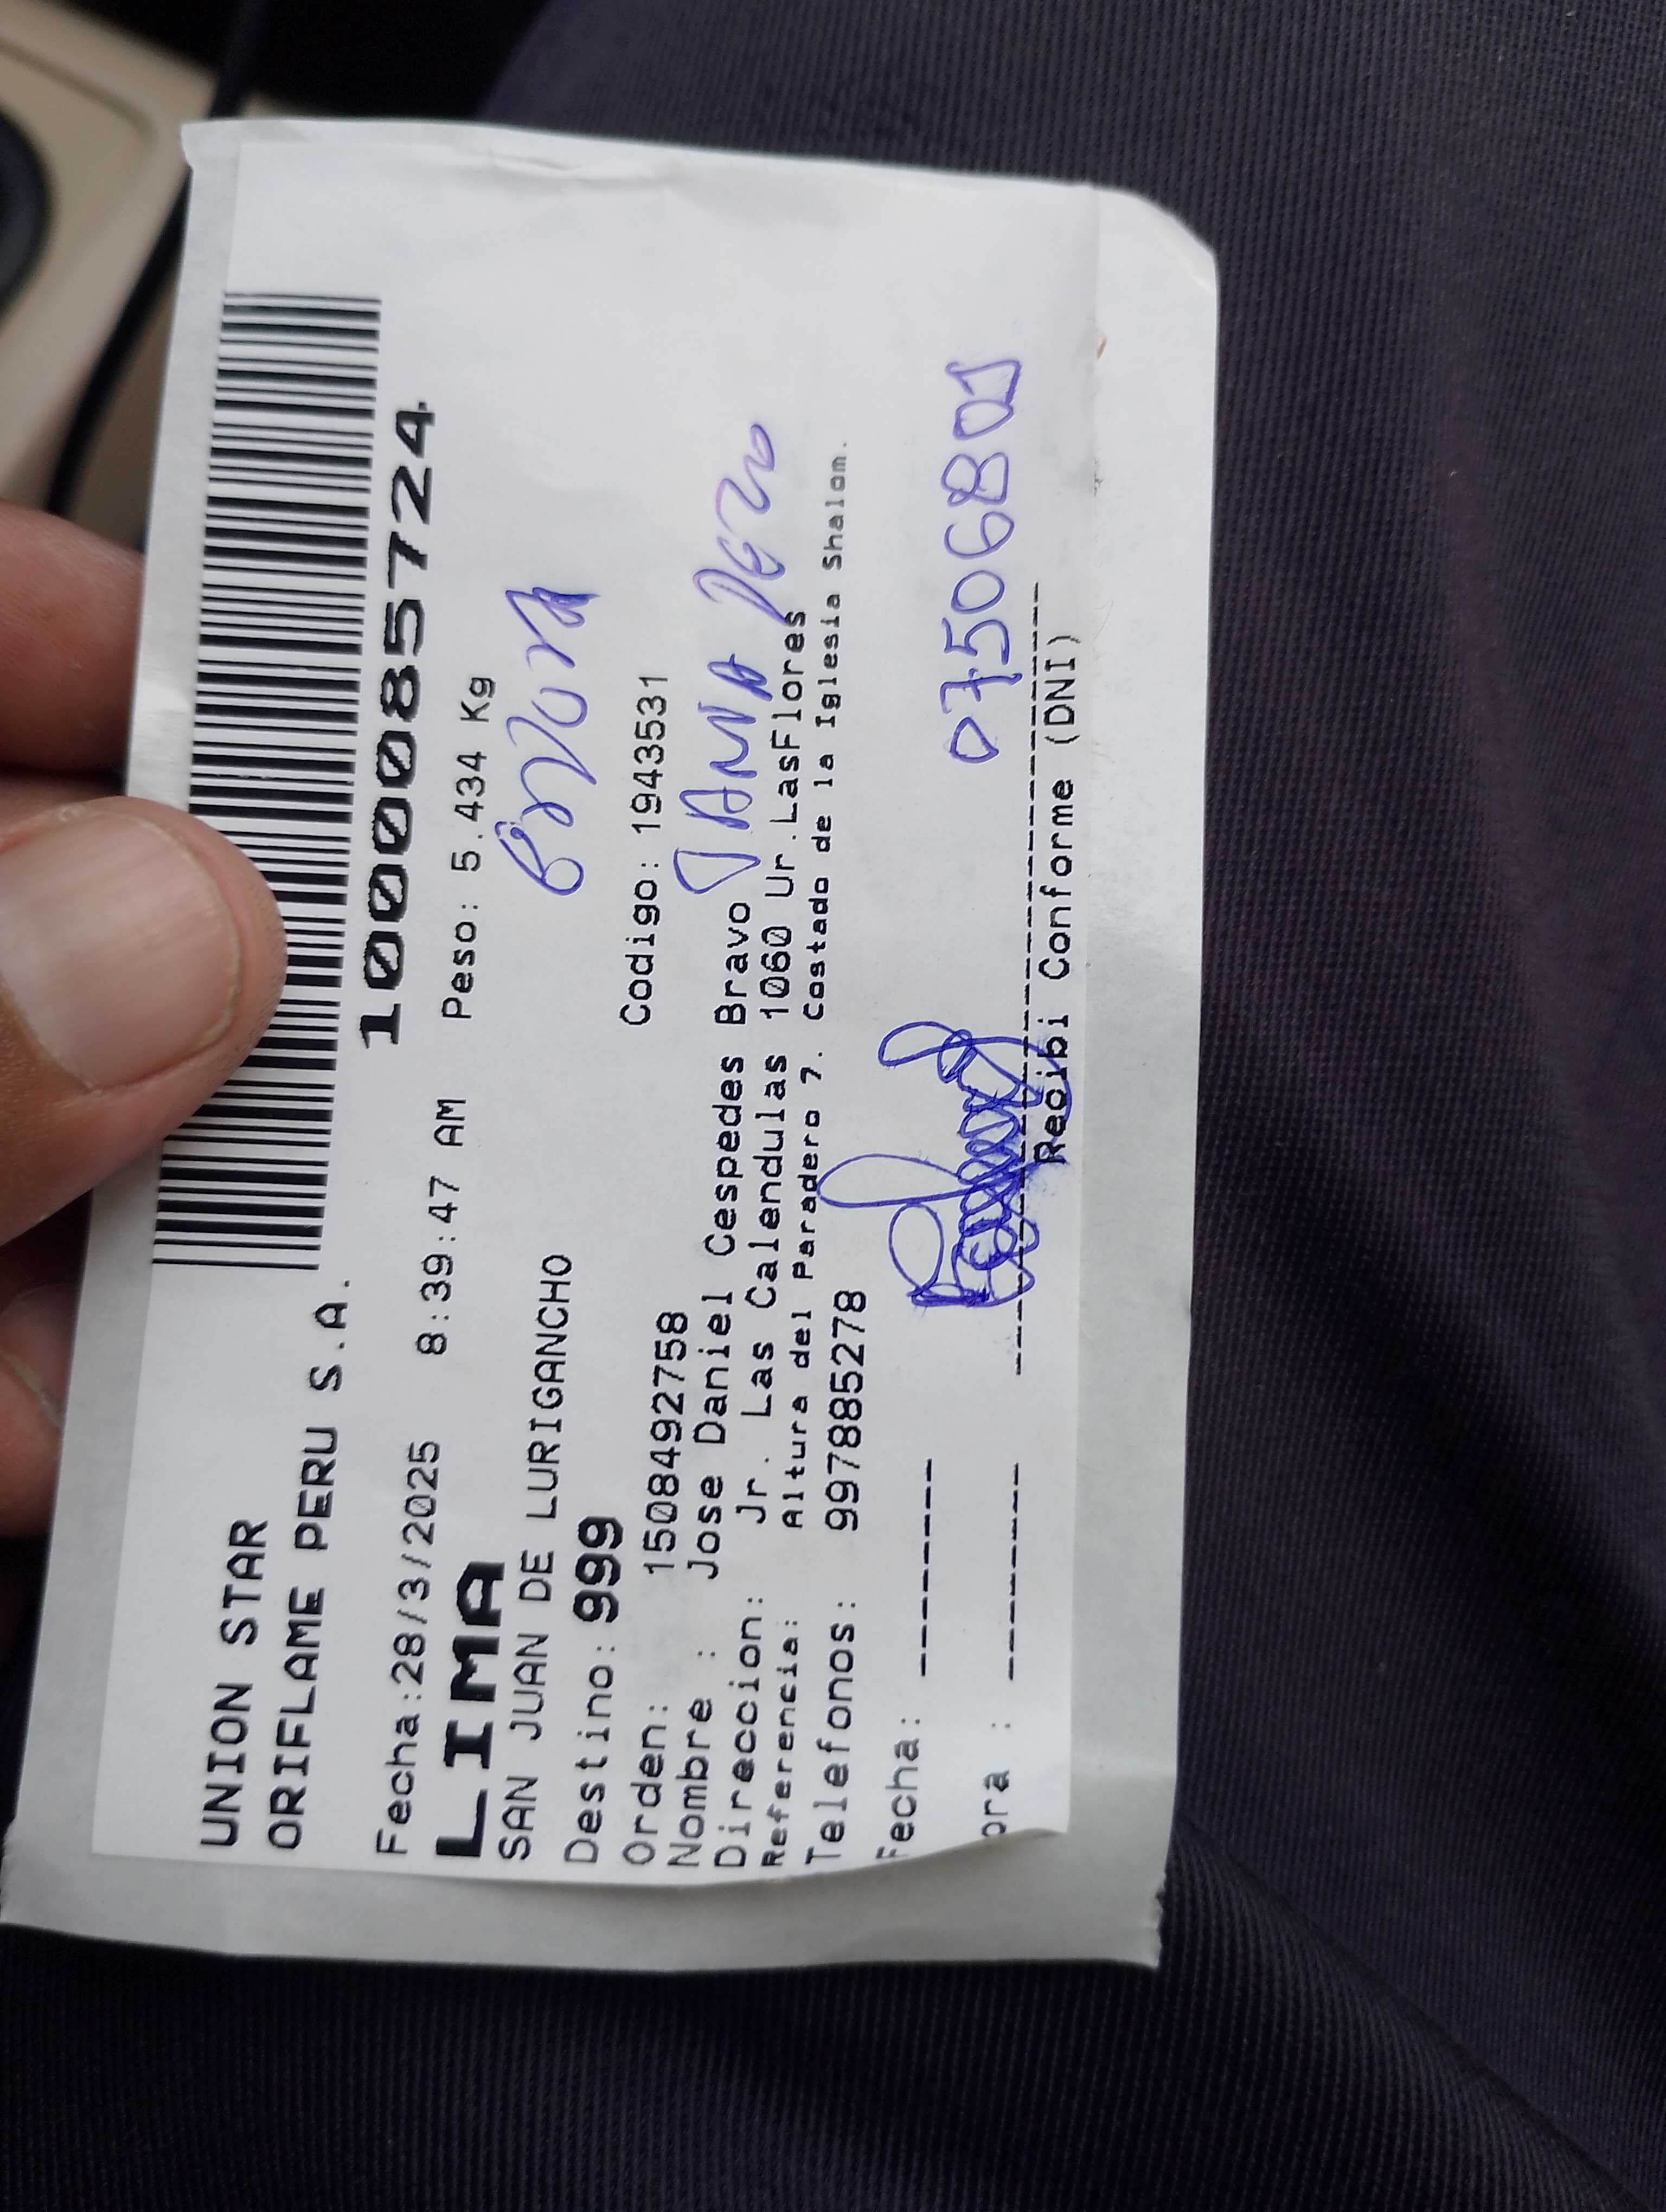 UNION STAR
ORIFLAME PERU S.A.
1000085724
Fecha:28/3/2025 8:39:47 AM Peso: 5.434 Kg
LIMA
SAN JUAN DE LURIGANCHO
Destino: 999
Orden: 1508492758 Codigo: 1943531
Nombre : Jose Daniel Cespedes Bravo
Direccion: Jr. Las Calendulas 1060 Ur.LasFlores
Referencia: Altura del Paradero 7. Costado de la Iglesia Shalom.
Telefonos: 997885278
Fecha: --------
07506801
ora : --------
Recibi Conforme (DNI)